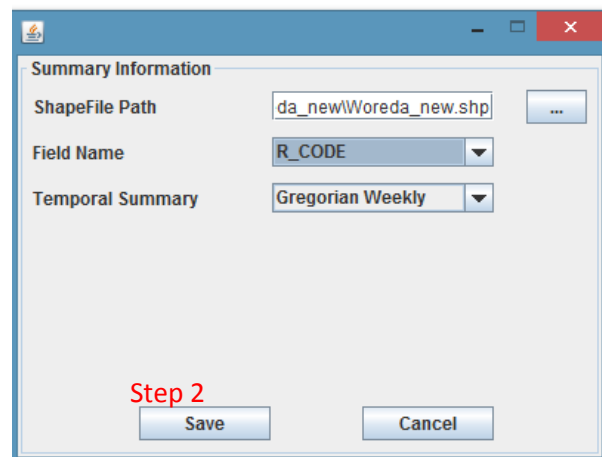 Summary Information
ShapeFile Path da_new\Woreda_new.shp ...
Field Name R_CODE
Temporal Summary Gregorian Weekly
Step 2
Save Cancel